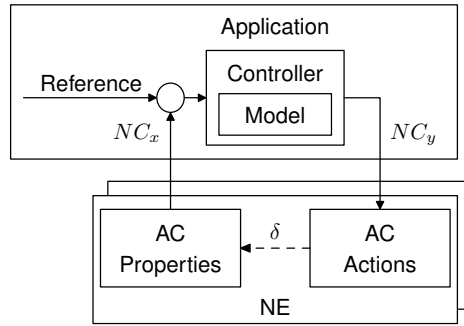 Application
Reference
Controller
Model
NC_x
NC_y
AC
Properties
δ
AC
Actions
NE